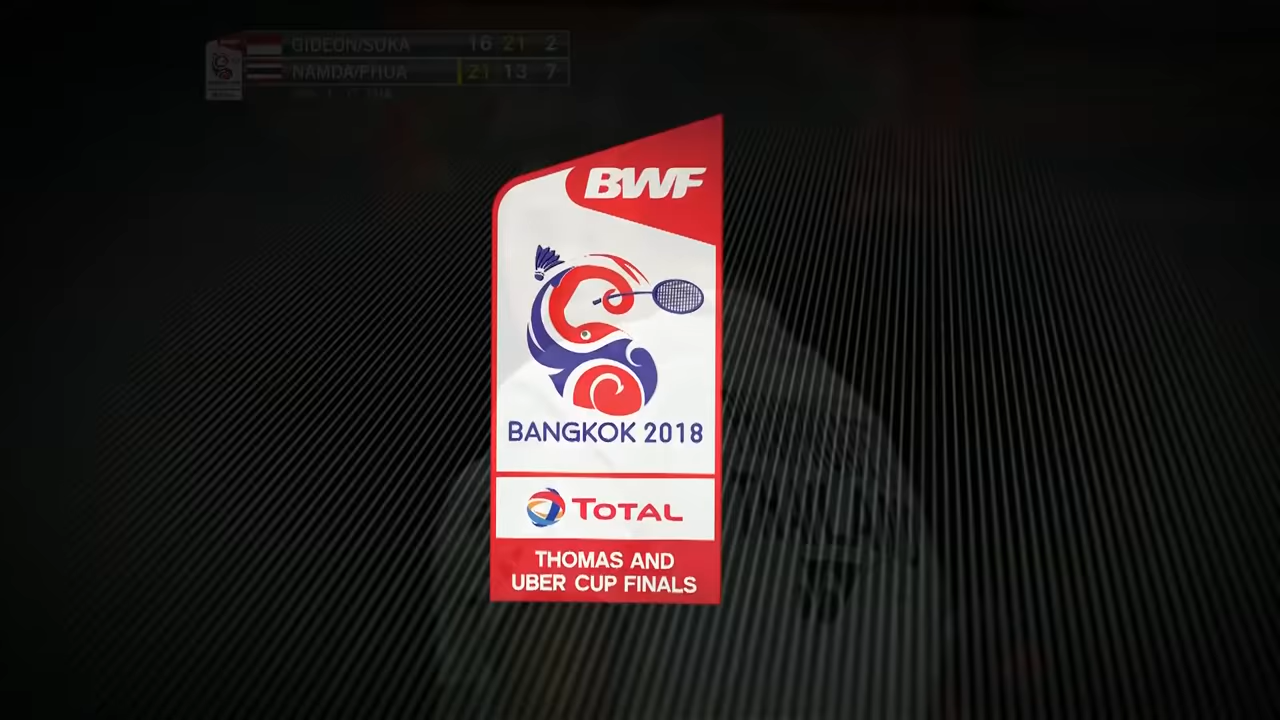 GIDEON/SUKA 16 21 2
NAMDA/PHUA 21 13 7
BWF
BANGKOK 2018
TOTAL
THOMAS AND
UBER CUP FINALS